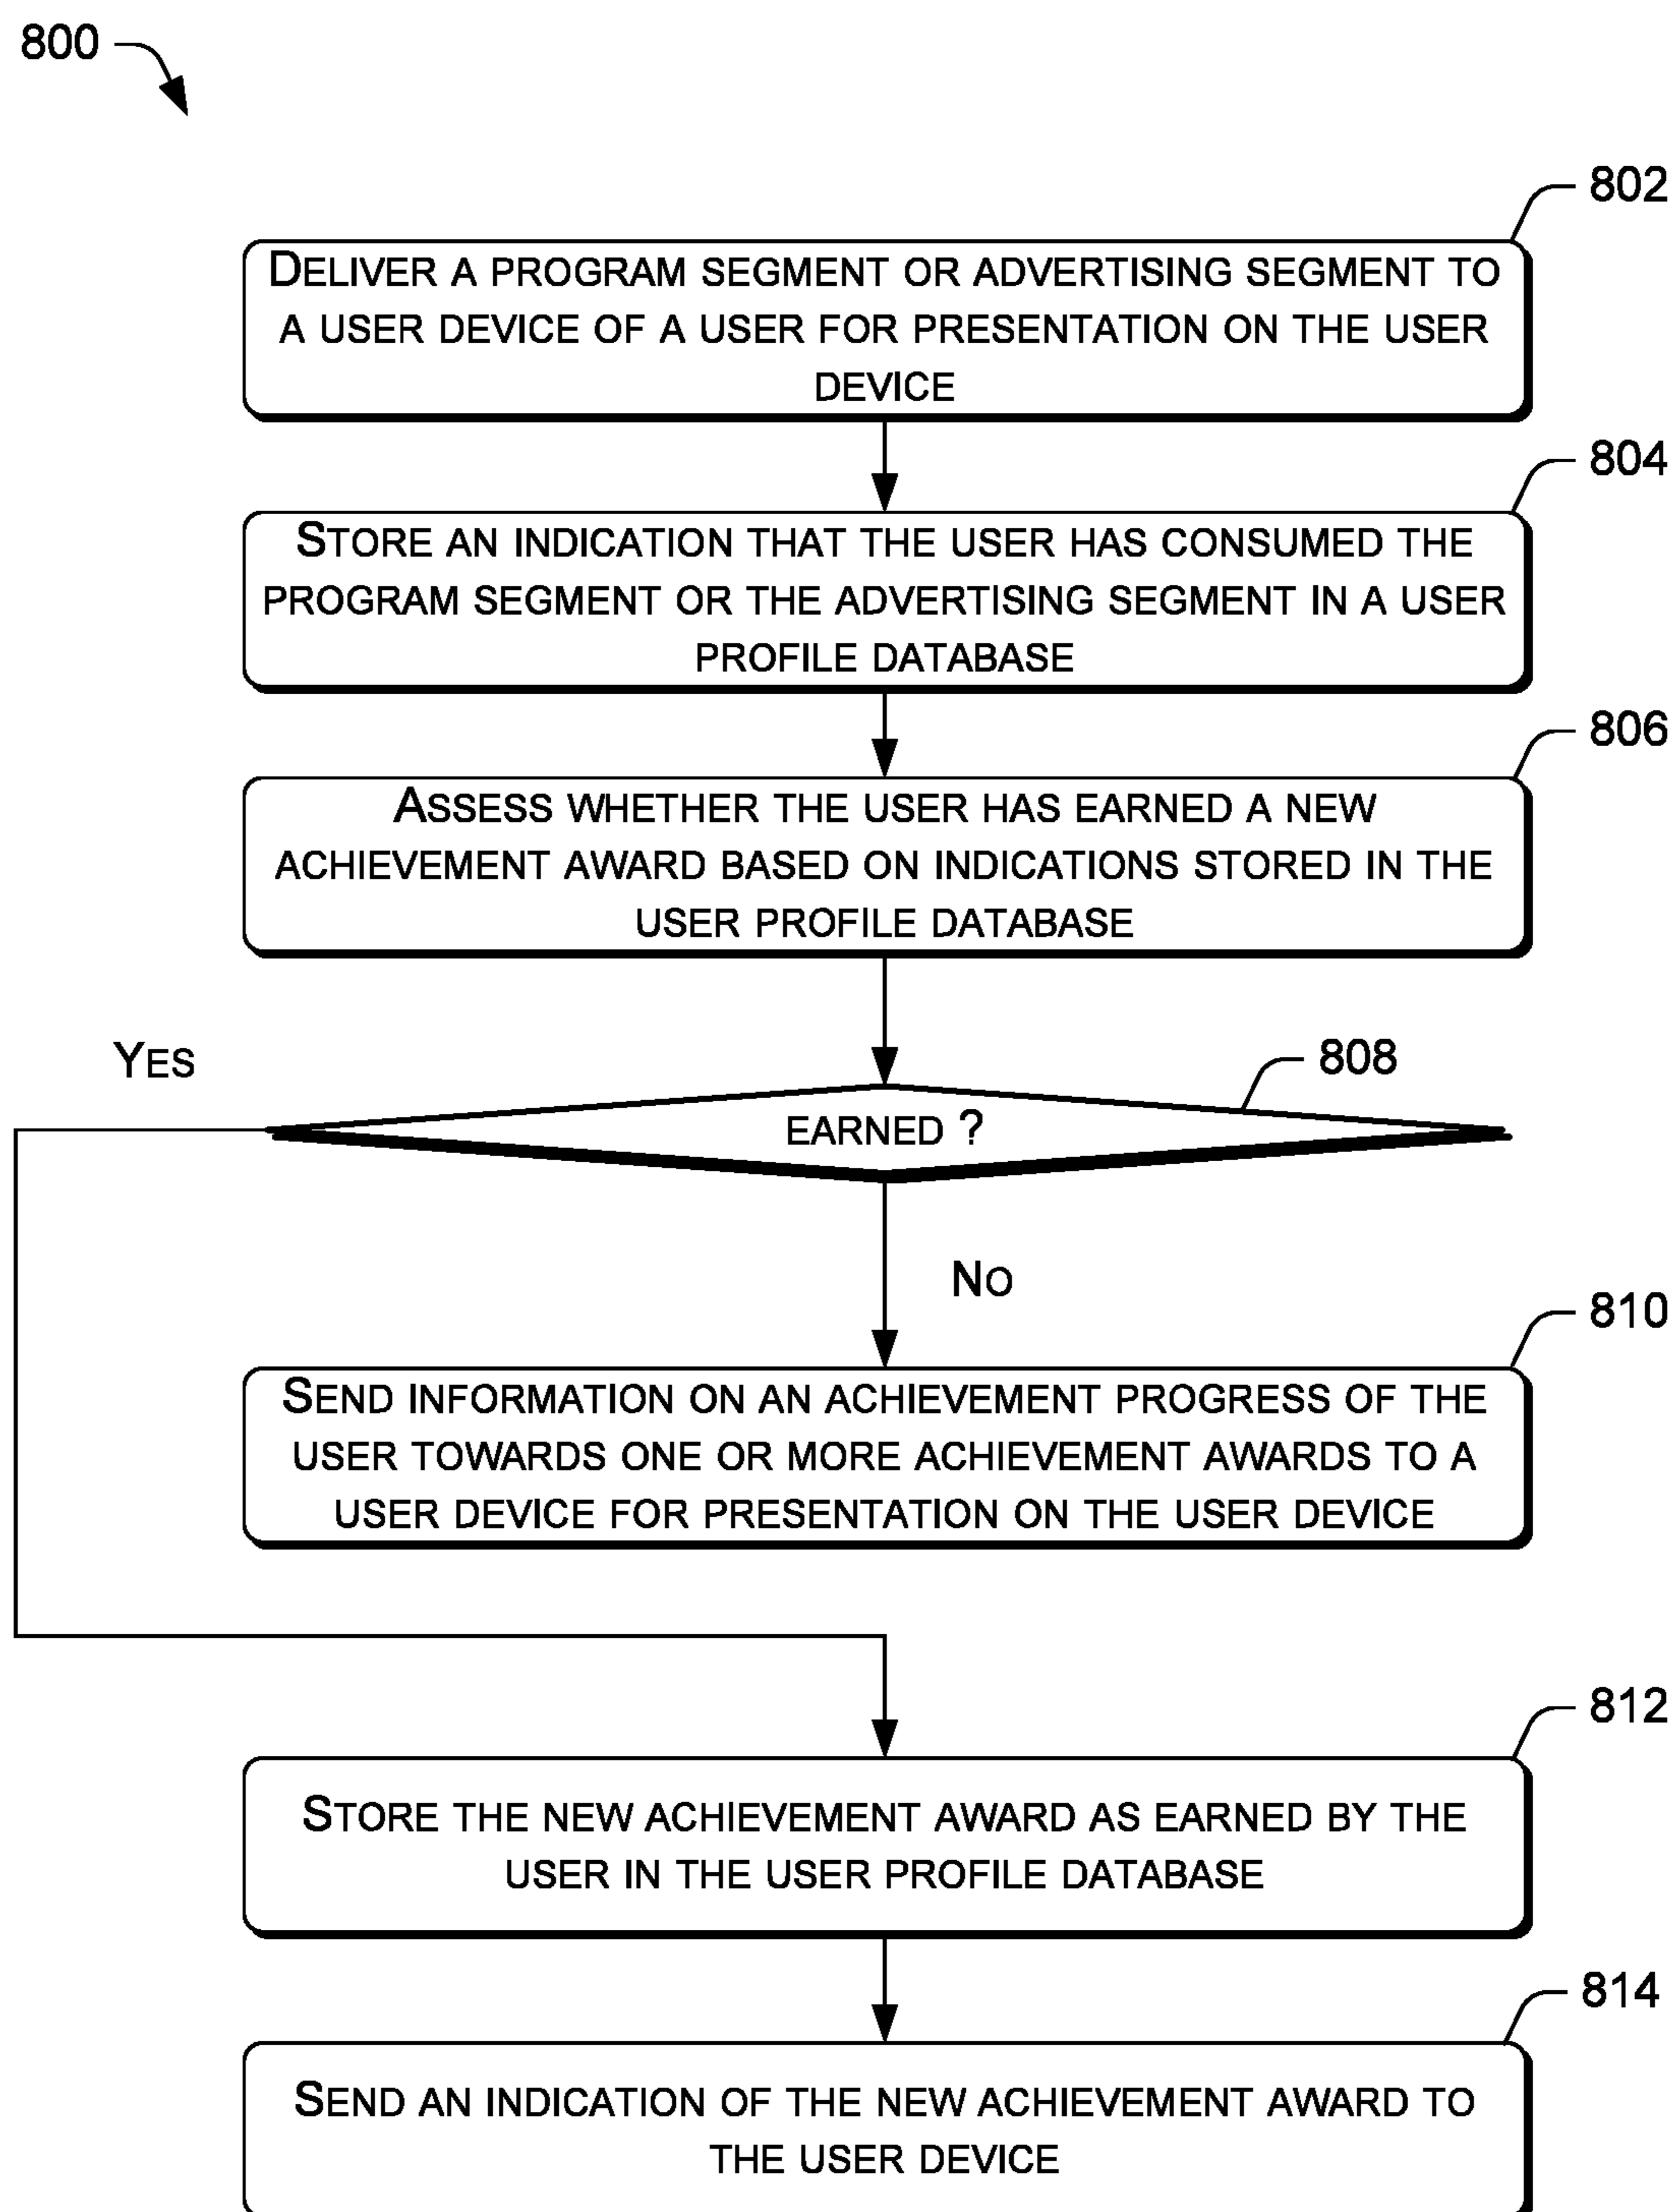 800
802
DELIVER A PROGRAM SEGMENT OR ADVERTISING SEGMENT TO
A USER DEVICE OF A USER FOR PRESENTATION ON THE USER
DEVICE
804
STORE AN INDICATION THAT THE USER HAS CONSUMED THE
PROGRAM SEGMENT OR THE ADVERTISING SEGMENT IN A USER
PROFILE DATABASE
806
ASSESS WHETHER THE USER HAS EARNED A NEW
ACHIEVEMENT AWARD BASED ON INDICATIONS STORED IN THE
USER PROFILE DATABASE
YES
808
EARNED ?
NO
810
SEND INFORMATION ON AN ACHIEVEMENT PROGRESS OF THE
USER TOWARDS ONE OR MORE ACHIEVEMENT AWARDS TO A
USER DEVICE FOR PRESENTATION ON THE USER DEVICE
812
STORE THE NEW ACHIEVEMENT AWARD AS EARNED BY THE
USER IN THE USER PROFILE DATABASE
814
SEND AN INDICATION OF THE NEW ACHIEVEMENT AWARD TO
THE USER DEVICE